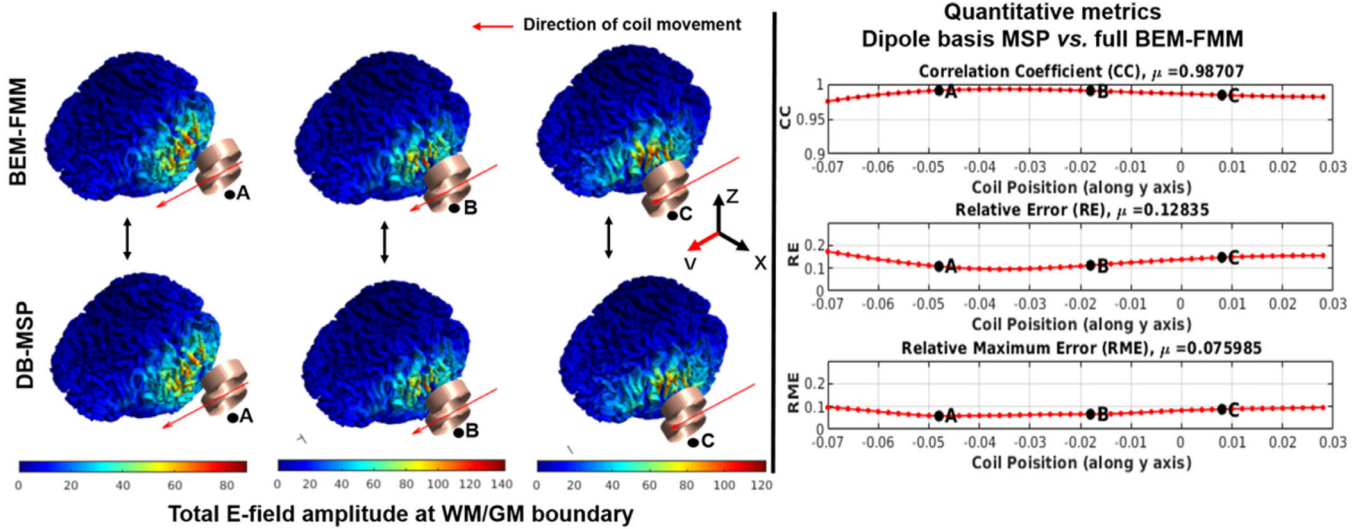 Direction of coil movement
BEM-FMM
A
B
C
Z
y
X
DB-MSP
A
B
C
0 20 40 60 80
0 20 40 60 80 100 120 140
0 20 40 60 80 100 120
Total E-field amplitude at WM/GM boundary
Quantitative metrics
Dipole basis MSP vs. full BEM-FMM
Correlation Coefficient (CC), μ =0.98707
CC
1
0.95
0.9
A B C
-0.07 -0.06 -0.05 -0.04 -0.03 -0.02 -0.01 0 0.01 0.02 0.03
Coil Poisition (along y axis)
Relative Error (RE), μ =0.12835
RE
0.2
0.1
0
A B C
-0.07 -0.06 -0.05 -0.04 -0.03 -0.02 -0.01 0 0.01 0.02 0.03
Coil Poisition (along y axis)
Relative Maximum Error (RME), μ =0.075985
RME
0.2
0.1
0
A B C
-0.07 -0.06 -0.05 -0.04 -0.03 -0.02 -0.01 0 0.01 0.02 0.03
Coil Poisition (along y axis)